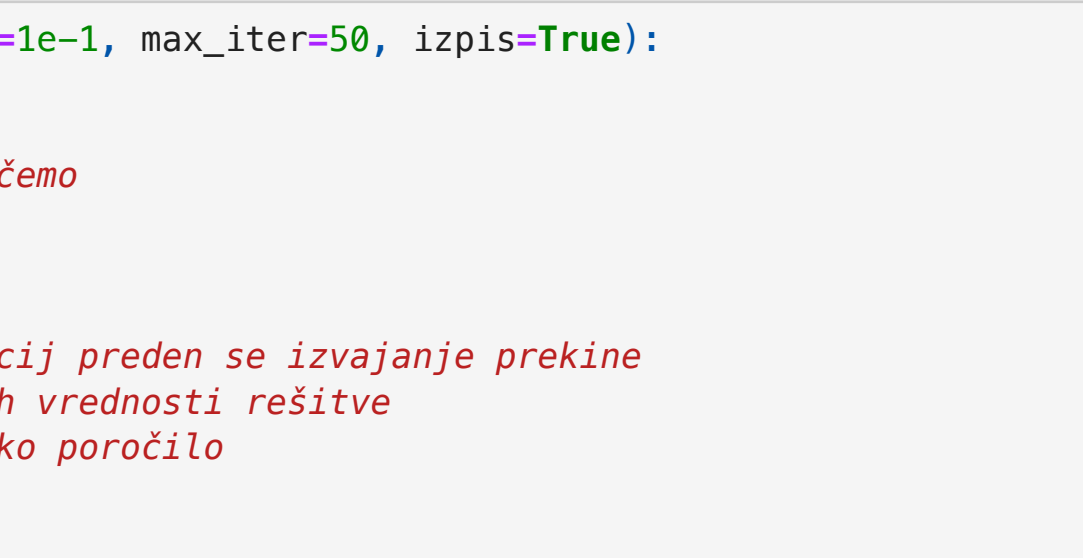 =1e-1, max_iter=50, izpis=True):
čemo
cij preden se izvajanje prekine
h vrednosti rešitve
ko poročilo